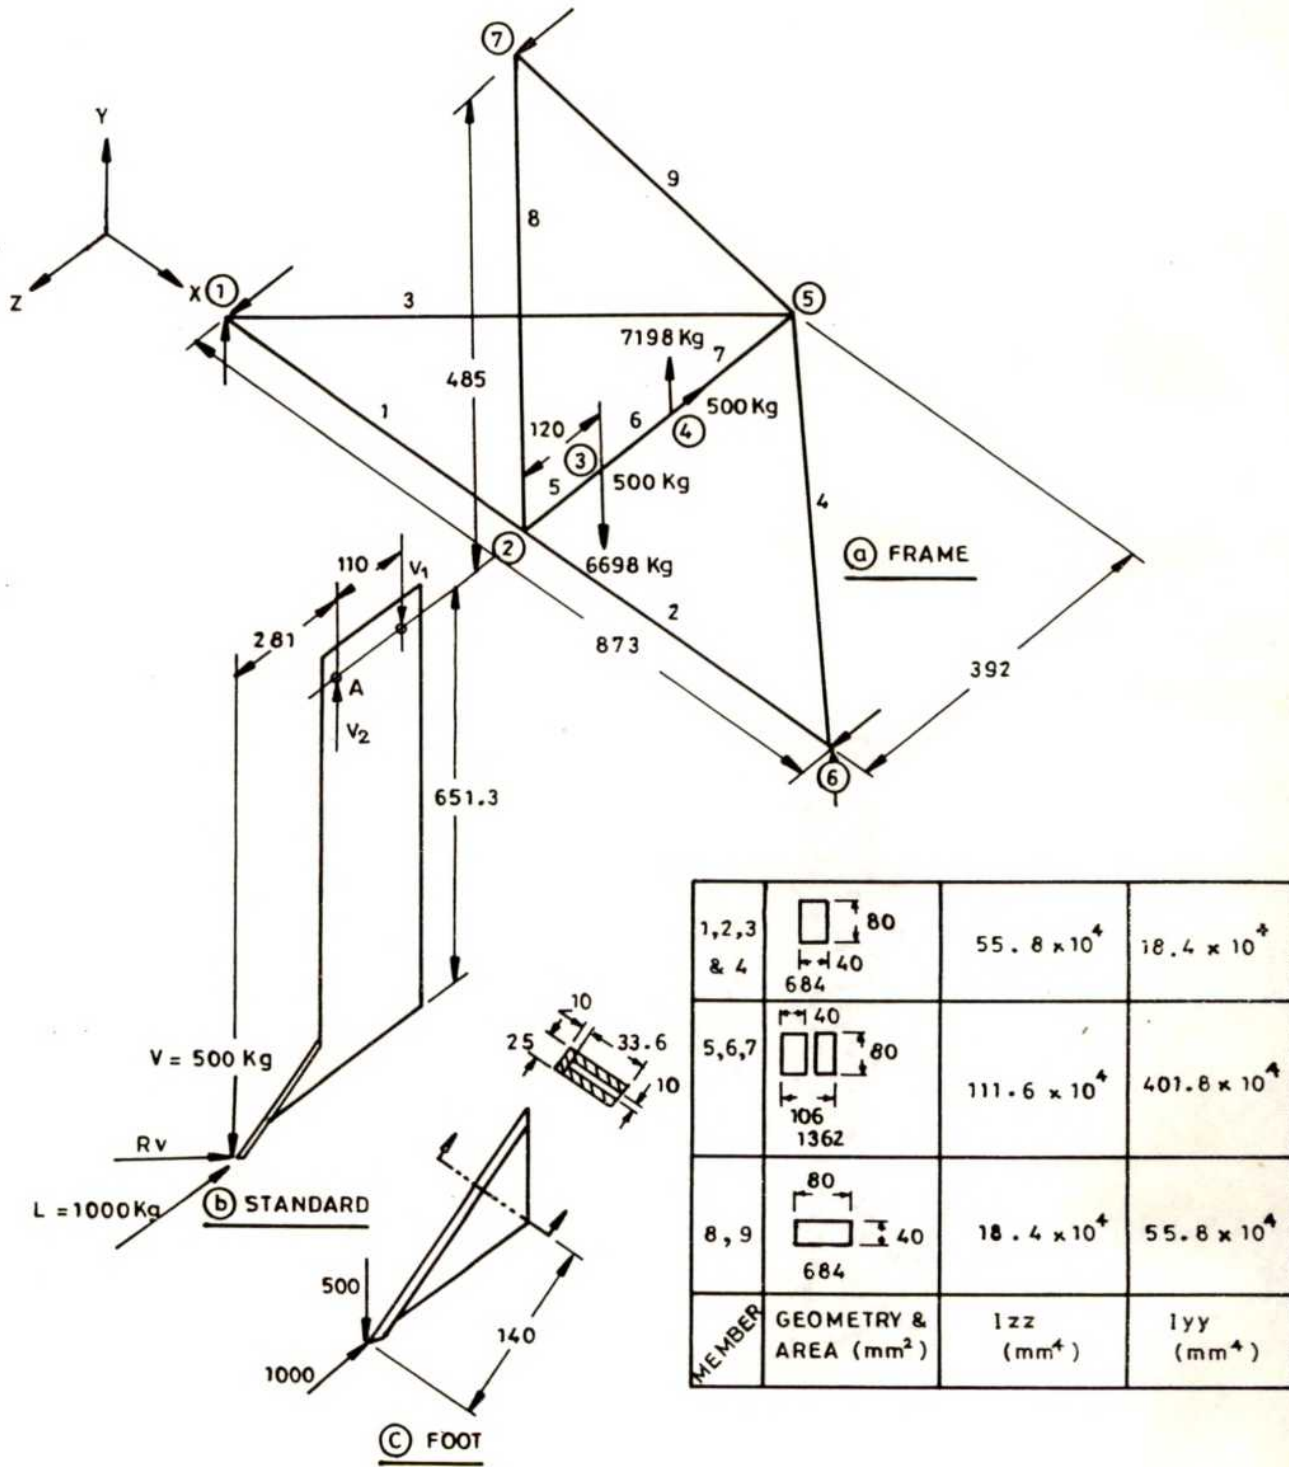 7
Y
Z
X
1
3
8
9
5
485
7198 Kg
7
1
120
6
500 Kg
4
3
5
500 Kg
4
2
6698 Kg
a FRAME
110
V1
281
2
873
392
A
V2
6
651.3
V = 500 Kg
RV
L = 1000 Kg
b STANDARD
10
25
33.6
10
500
1000
140
C FOOT
1,2,3 & 4
80
40
684
55.8 × 10⁴
18.4 × 10⁴
5,6,7
40
80
106
1362
111.6 × 10⁴
401.8 × 10⁴
8,9
80
40
684
18.4 × 10⁴
55.8 × 10⁴
MEMBER
GEOMETRY &
AREA (mm²)
Izz
(mm⁴)
Iyy
(mm⁴)